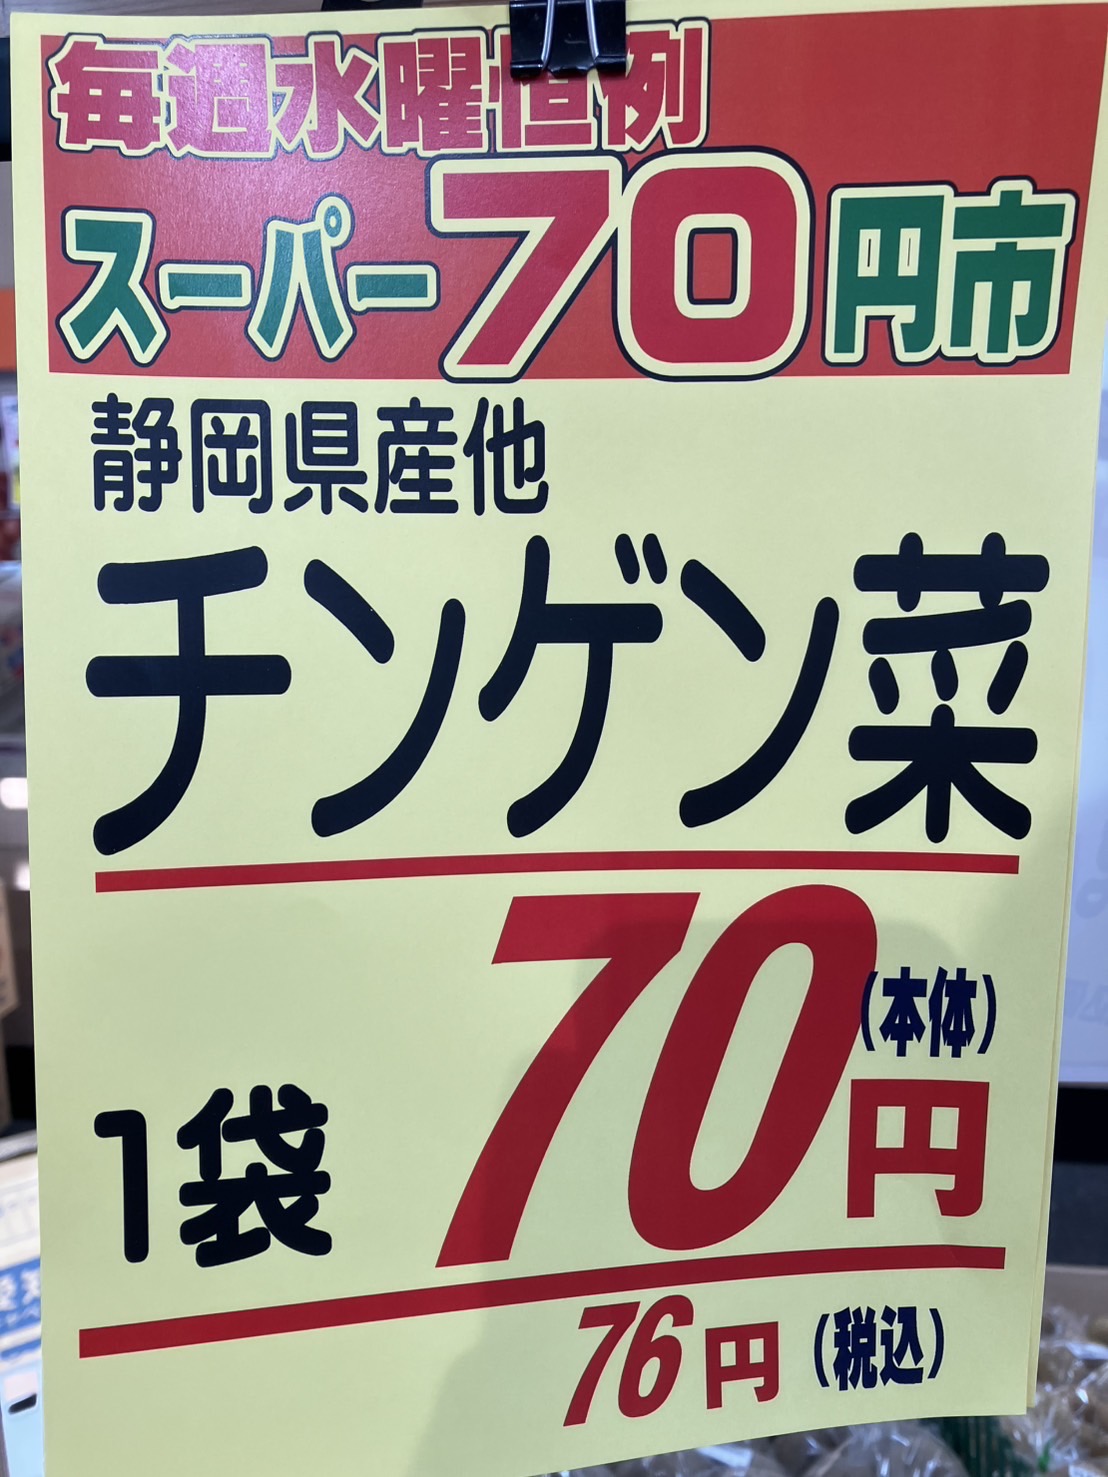 毎週水曜恒例
スーパー70円市
静岡県産他
チンゲン菜
1袋 70円(本体)
76円(税込)